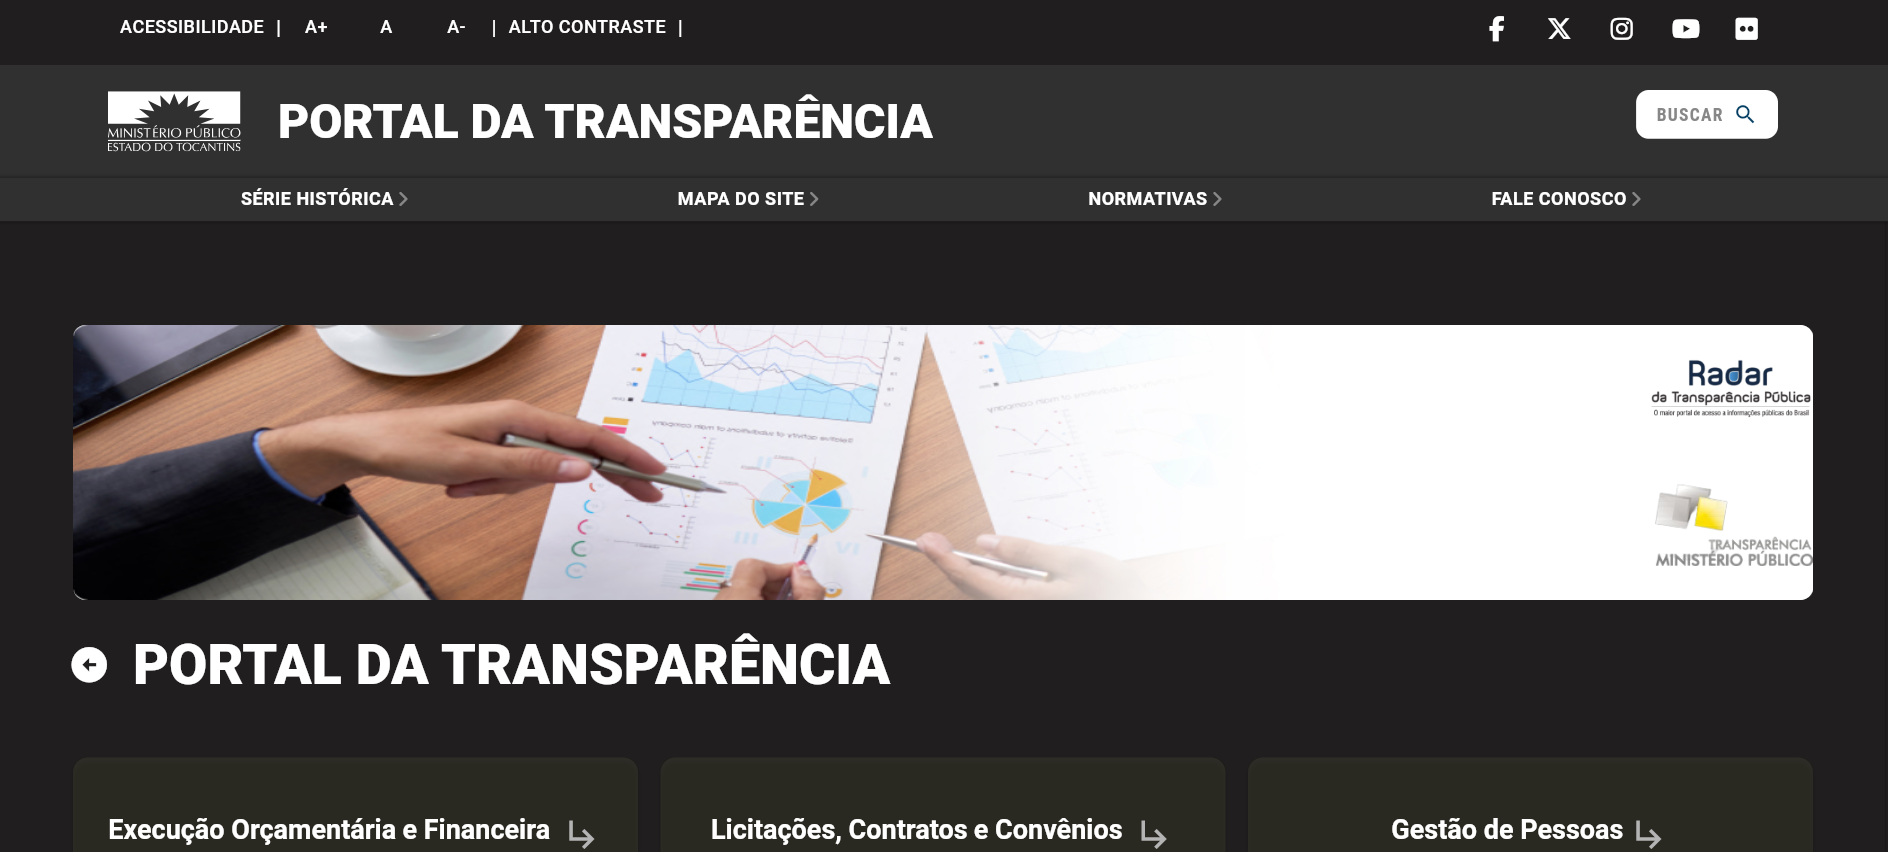 ACESSIBILIDADE | A+ A A- | ALTO CONTRASTE |
MINISTÉRIO PÚBLICO
ESTADO DO TOCANTINS
PORTAL DA TRANSPARÊNCIA
BUSCAR
SÉRIE HISTÓRICA
MAPA DO SITE
NORMATIVAS
FALE CONOSCO
Radar
da Transparência Pública
O maior portal de acesso a informações públicas do Brasil
TRANSPARÊNCIA
MINISTÉRIO PÚBLICO
PORTAL DA TRANSPARÊNCIA
Execução Orçamentária e Financeira
Licitações, Contratos e Convênios
Gestão de Pessoas